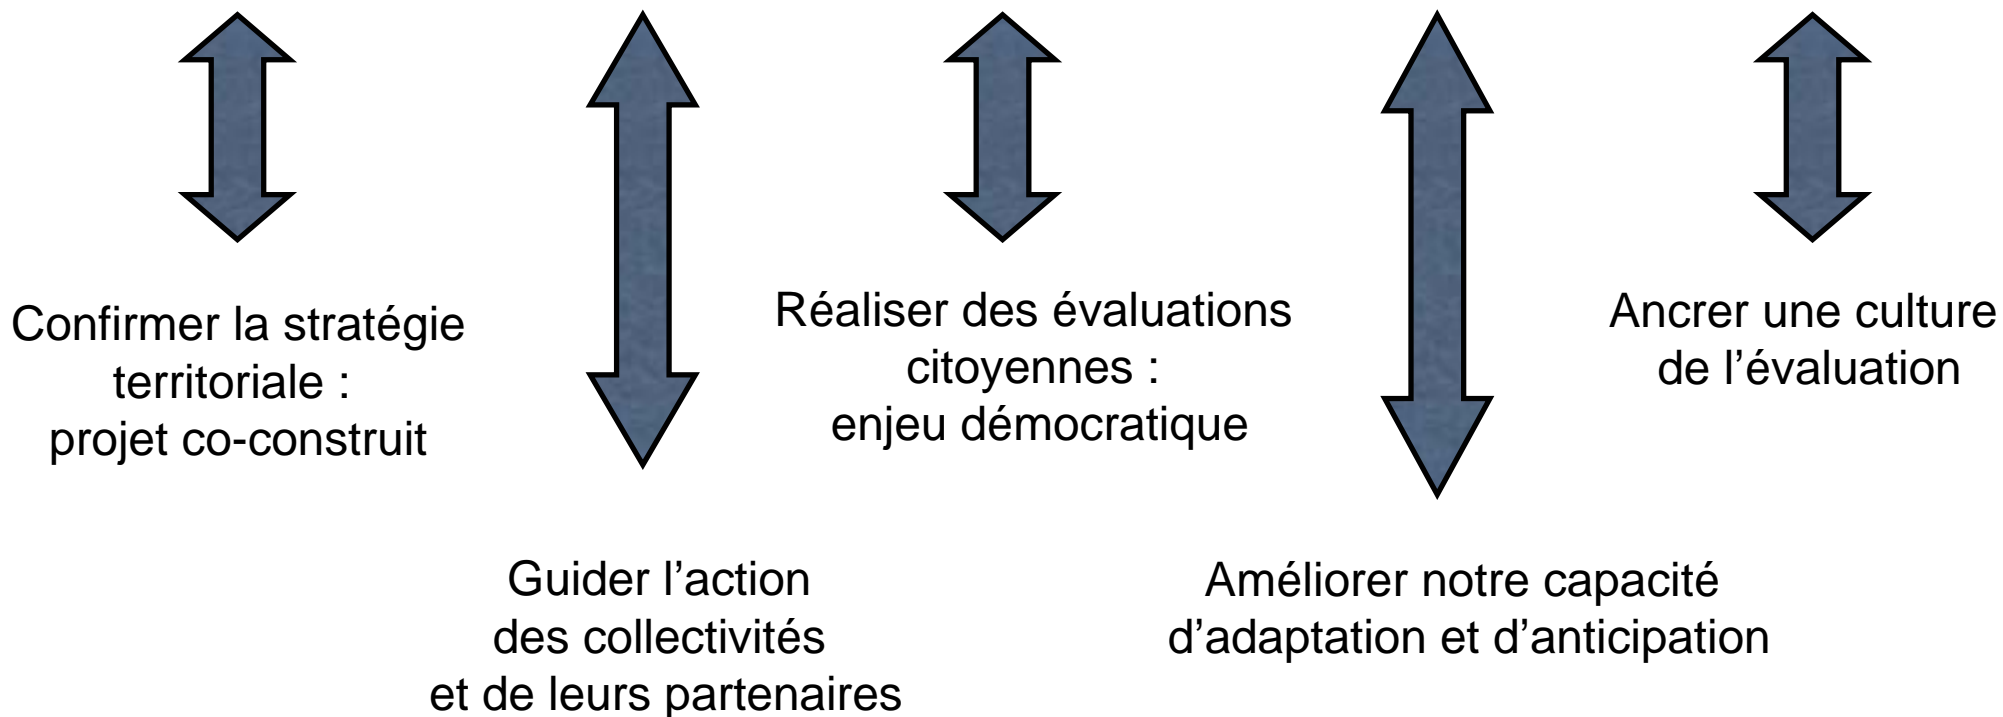 Confirmer la stratégie
territoriale :
projet co-construit
Guider l’action
des collectivités
et de leurs partenaires
Réaliser des évaluations
citoyennes :
enjeu démocratique
Améliorer notre capacité
d’adaptation et d’anticipation
Ancrer une culture
de l’évaluation